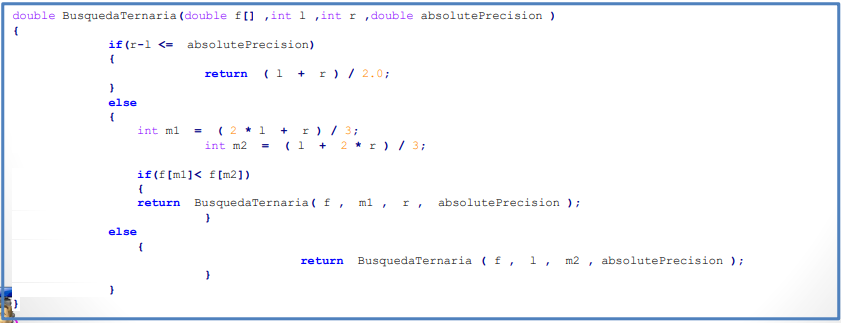 double BusquedaTernaria(double f[] ,int l ,int r ,double absolutePrecision )
{
if(r-l <= absolutePrecision)
{
return ( l + r ) / 2.0;
}
else
{
int m1 = ( 2 * l + r ) / 3;
int m2 = ( l + 2 * r ) / 3;
if(f[m1]< f[m2])
{
return BusquedaTernaria( f , m1 , r , absolutePrecision );
}
else
{
return BusquedaTernaria ( f , l , m2 , absolutePrecision );
}
}
}